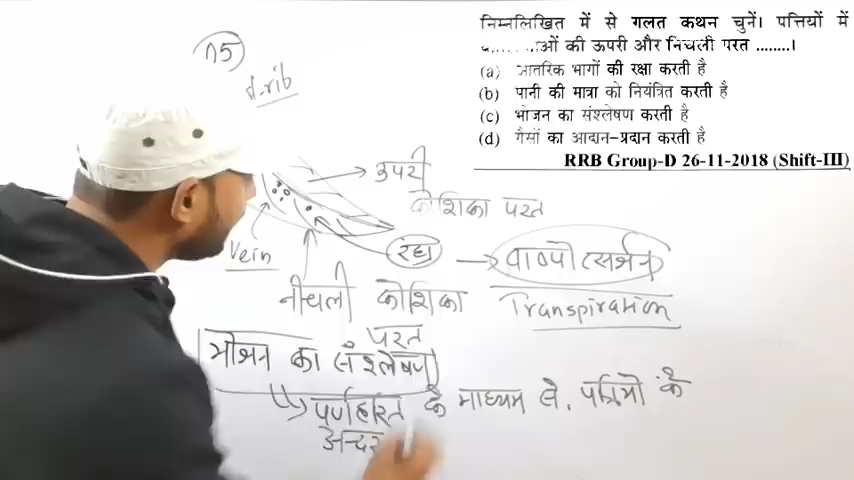 निम्नलिखित में से गलत कथन चुनें। पत्तियों में
की ऊपरी और निचली परत ........।
(a) आतरिक भागों की रक्षा करती है
(b) पानी की मात्रा को नियंत्रित करती है
(c) भोजन का संश्लेषण करती है
(d) गैसों का आदान-प्रदान करती है
RRB Group-D 26-11-2018 (Shift-III)
rib
ऊपरी
कोशिका परत
Vein
रंध्र
वाष्पोत्सर्जन
Transpiration
नीचली कोशिका
परत
भोजन का संश्लेषण
पर्णहरित के माध्यम से, पत्तियों के
अन्दर